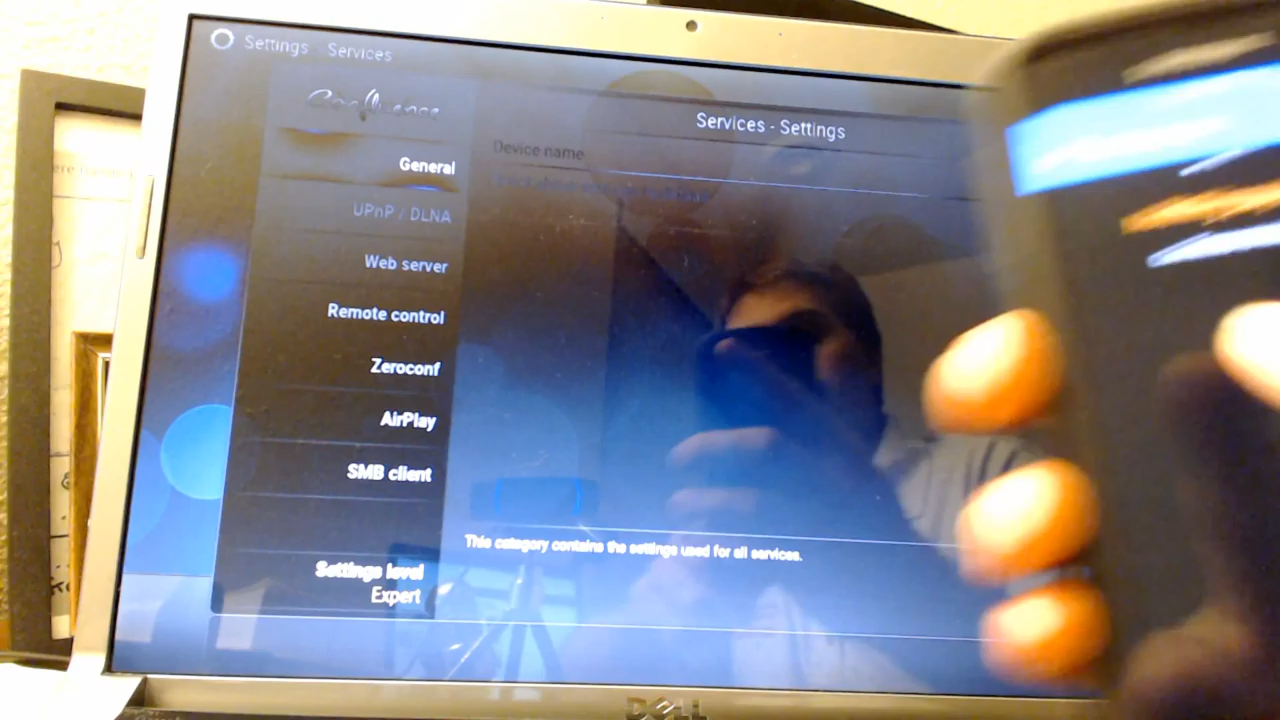 Settings Services
Confluence
Services - Settings
Device name
General
UPnP / DLNA
Web server
Remote control
Zeroconf
AirPlay
SMB client
This category contains the settings used for all services.
Settings level
Expert
DELL